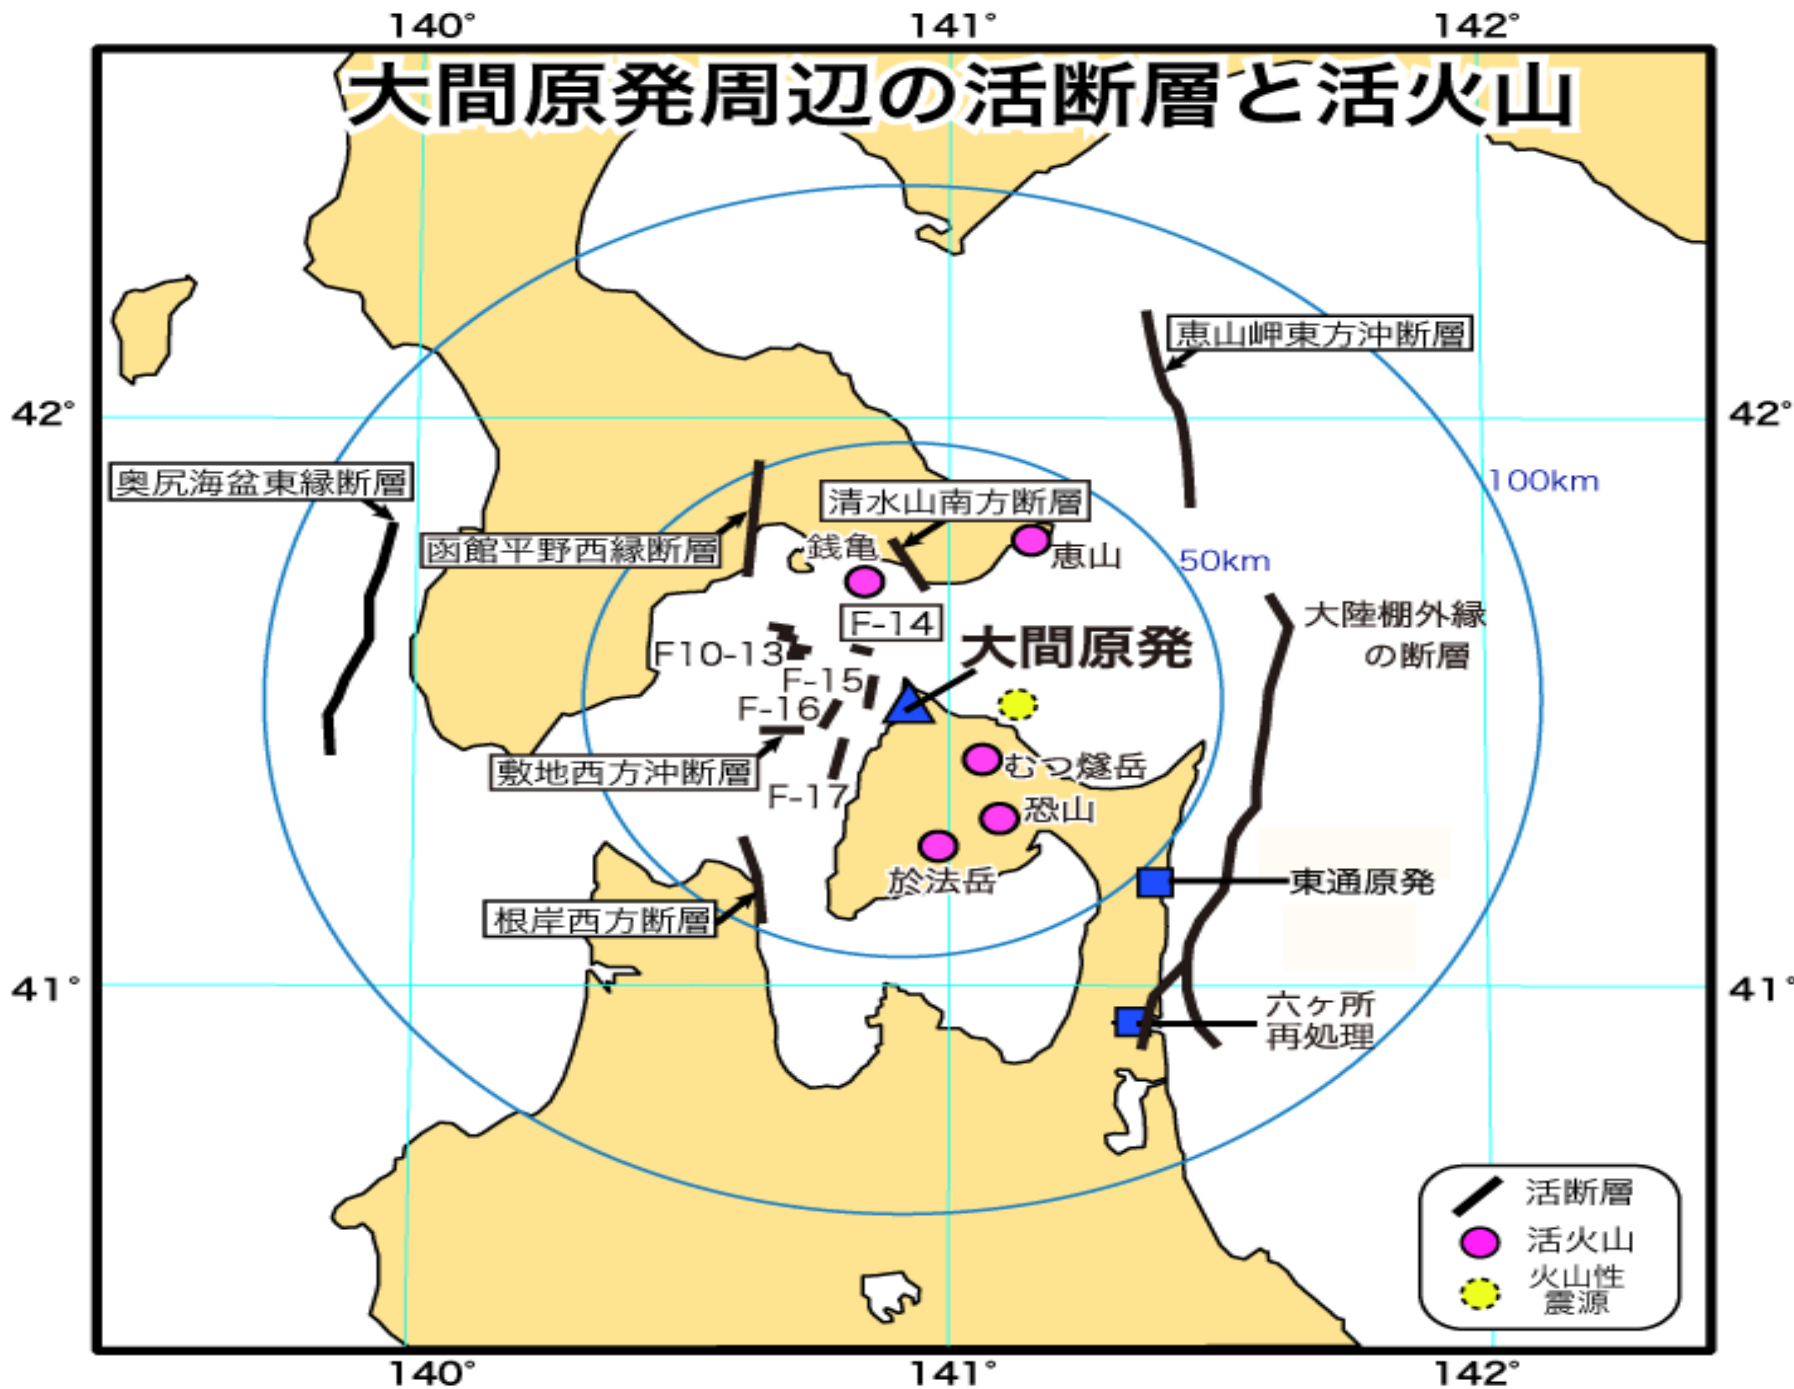 140°
141°
142°
大間原発周辺の活断層と活火山
恵山岬東方沖断層
42°
42°
奥尻海盆東縁断層
100km
清水山南方断層
函館平野西縁断層
銭亀
恵山
50km
F-14
大陸棚外縁
の断層
大間原発
F10-13
F-15
F-16
敷地西方沖断層
むつ燧岳
F-17
恐山
於法岳
東通原発
根岸西方断層
41°
41°
六ヶ所
再処理
活断層
活火山
火山性
震源
140°
141°
142°